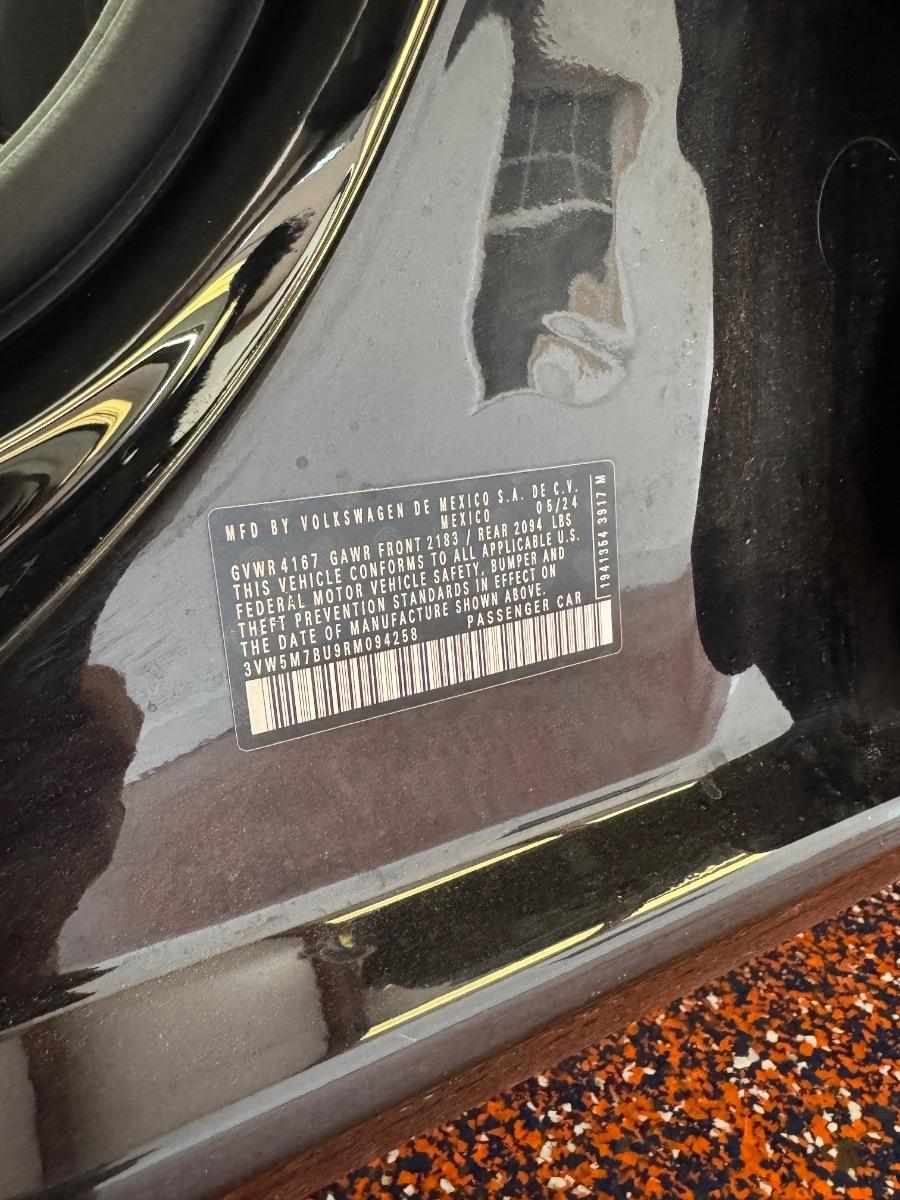 MFD BY VOLKSWAGEN DE MEXICO S.A. DE C.V.
MEXICO 05/24
GVWR 4167 GAWR FRONT 2183 / REAR 2094 LBS
THIS VEHICLE CONFORMS TO ALL APPLICABLE U.S.
FEDERAL MOTOR VEHICLE SAFETY, BUMPER AND
THEFT PREVENTION STANDARDS IN EFFECT ON
THE DATE OF MANUFACTURE SHOWN ABOVE.
3VW5M7BU9RM094258 PASSENGER CAR
1941364 3917 M